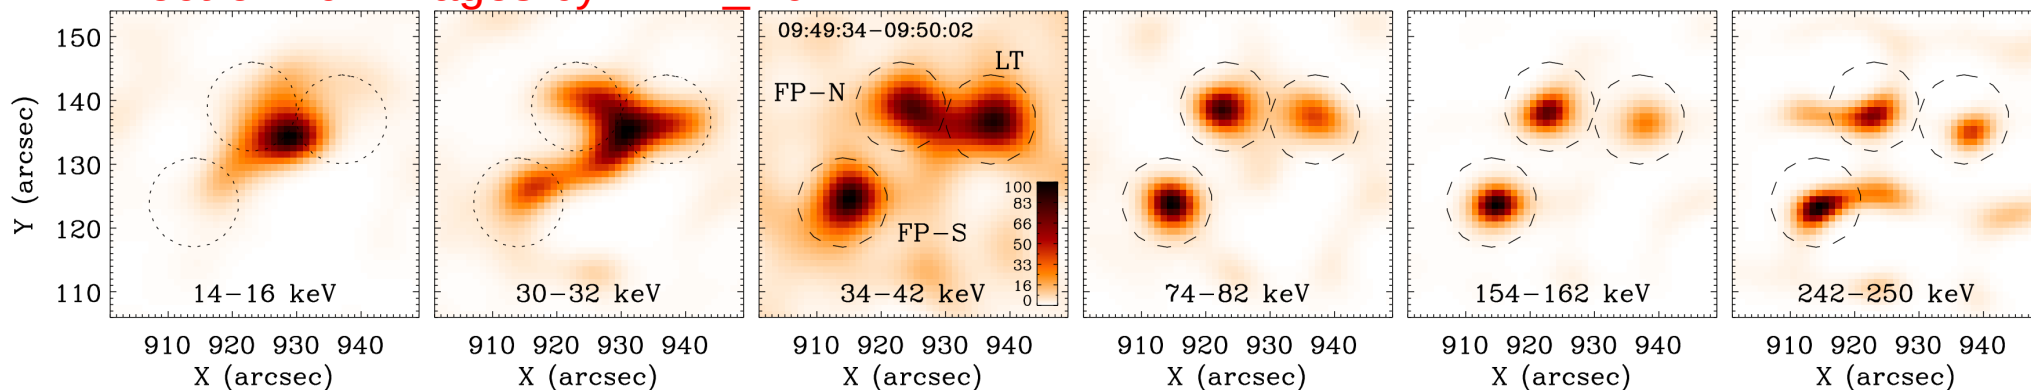 09:49:34-09:50:02
LT
FP-N
FP-S
100
83
66
50
33
16
0
14-16 keV
30-32 keV
34-42 keV
74-82 keV
154-162 keV
242-250 keV
150
140
130
120
110
Y (arcsec)
910 920 930 940
910 920 930 940
910 920 930 940
910 920 930 940
910 920 930 940
910 920 930 940
X (arcsec)
X (arcsec)
X (arcsec)
X (arcsec)
X (arcsec)
X (arcsec)